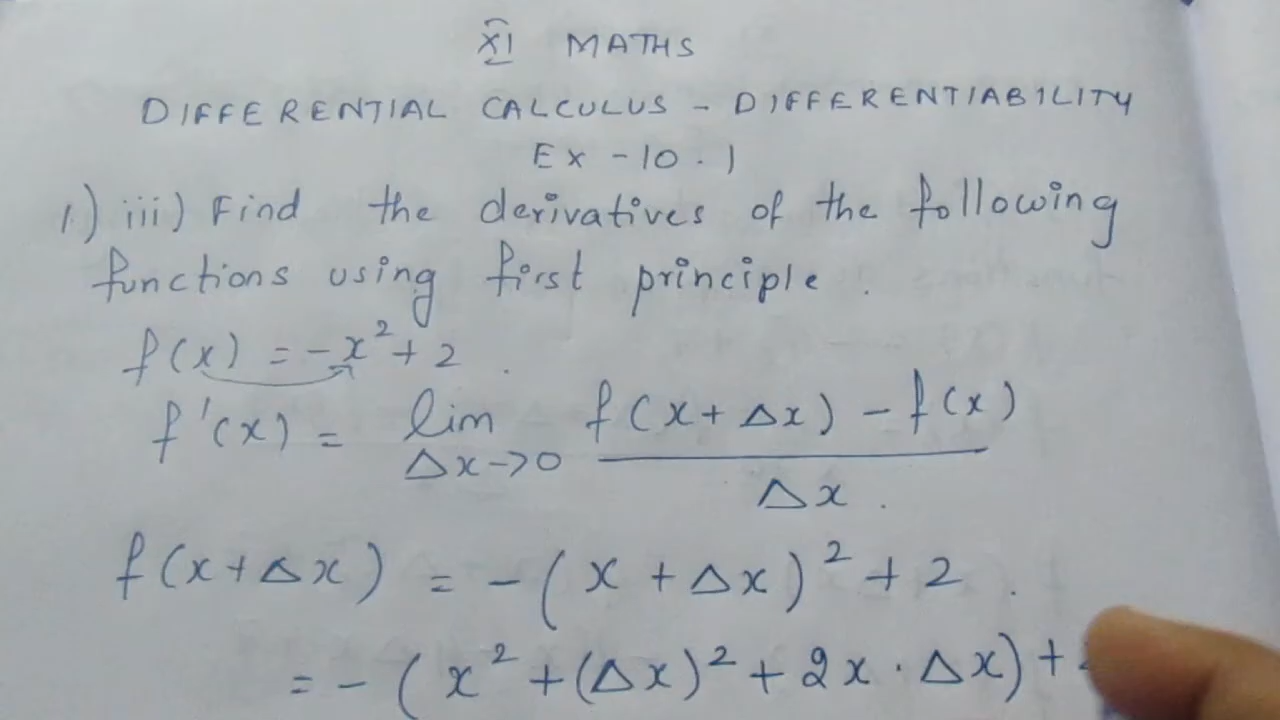 XI MATHS
DIFFERENTIAL CALCULUS - DIFFERENTIABILITY
Ex - 10.1
1.) iii) Find the derivatives of the following
functions using first principle.
f(x) = -x² + 2.
f'(x) = lim Δx→0 f(x + Δx) - f(x) / Δx.
f(x + Δx) = -(x + Δx)² + 2.
= -(x² + (Δx)² + 2x · Δx) +